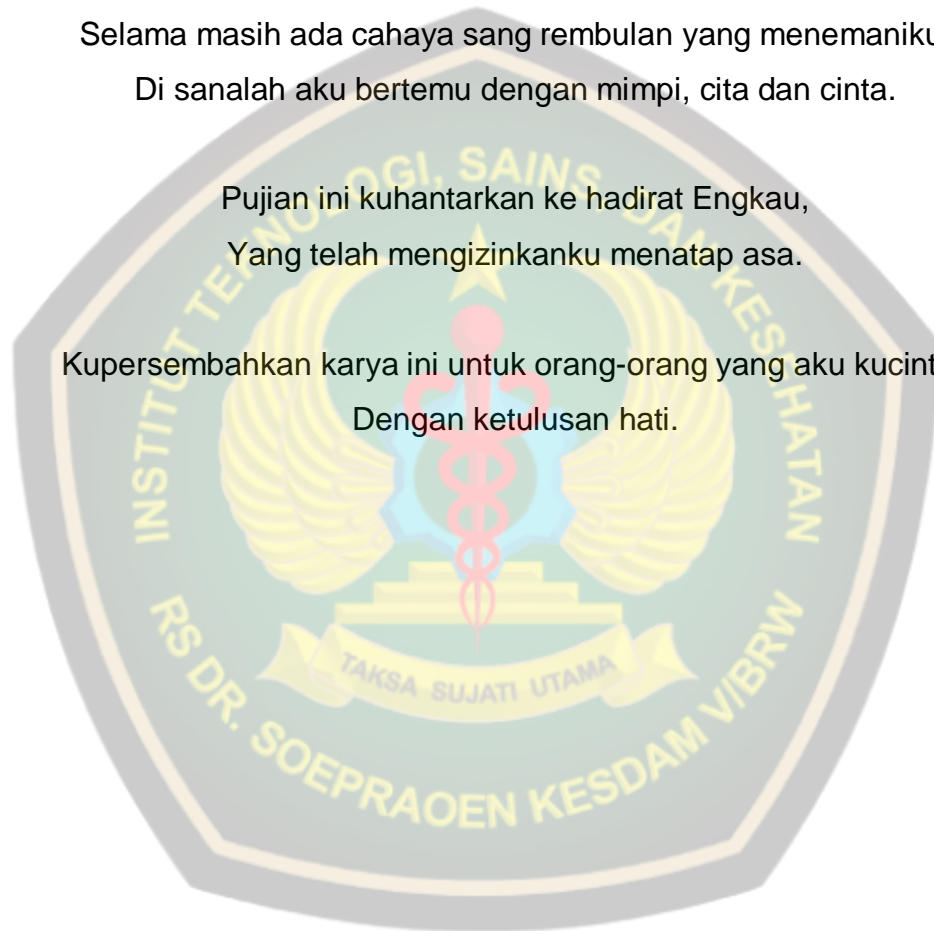 Selama masih ada cahaya sang rembulan yang menemaniku
Di sanalah aku bertemu dengan mimpi, cita dan cinta.
Pujian ini kuhantarkan ke hadirat Engkau,
Yang telah mengizinkanku menatap asa.
Kupersembahkan karya ini untuk orang-orang yang aku kucint
Dengan ketulusan hati.
INSTITUT TEKNOLOGI, SAINS, DAN KESEHATAN
TAKSA SUJATI UTAMA
RS DR. SOEPRAOEN KESDAM V/BRW